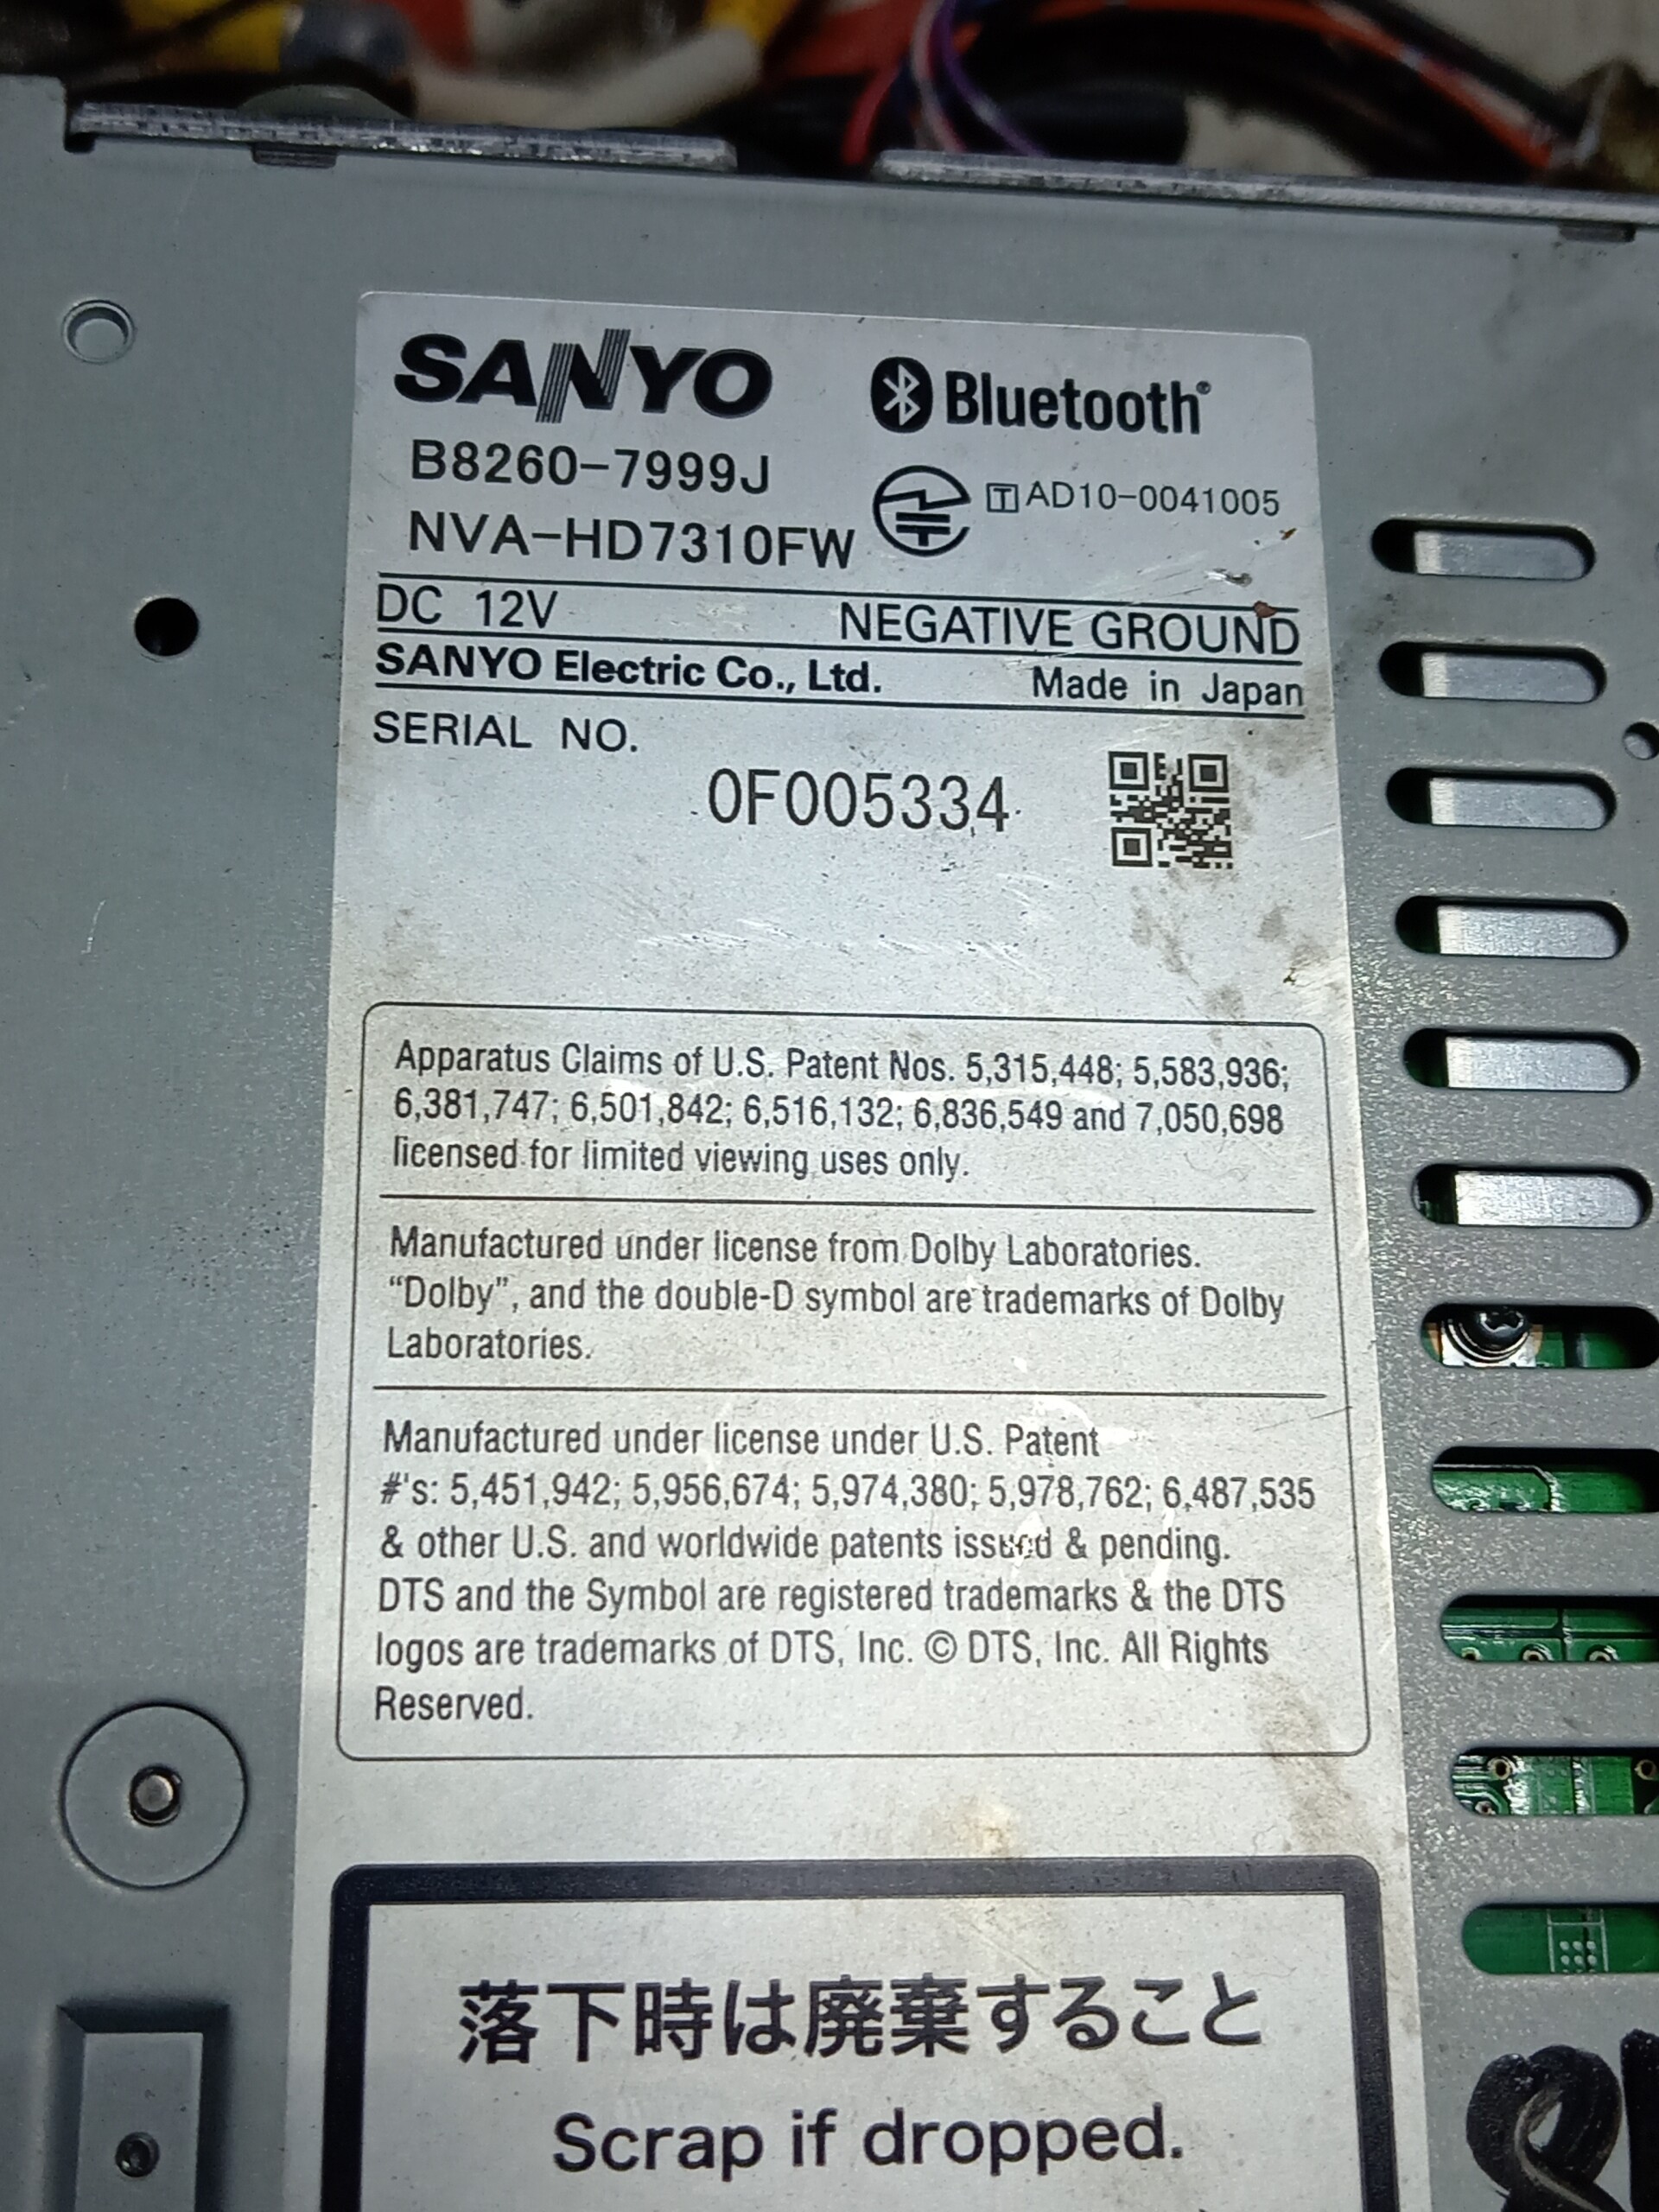 SANYO
Bluetooth®
B8260-7999J
T AD10-0041005
NVA-HD7310FW
DC 12V NEGATIVE GROUND
SANYO Electric Co., Ltd. Made in Japan
SERIAL NO.
0F005334
Apparatus Claims of U.S. Patent Nos. 5,315,448; 5,583,936;
6,381,747; 6,501,842; 6,516,132; 6,836,549 and 7,050,698
licensed for limited viewing uses only.
Manufactured under license from Dolby Laboratories.
“Dolby”, and the double-D symbol are trademarks of Dolby
Laboratories.
Manufactured under license under U.S. Patent
#'s: 5,451,942; 5,956,674; 5,974,380; 5,978,762; 6,487,535
& other U.S. and worldwide patents issued & pending.
DTS and the Symbol are registered trademarks & the DTS
logos are trademarks of DTS, Inc. © DTS, Inc. All Rights
Reserved.
落下時は廃棄すること
Scrap if dropped.